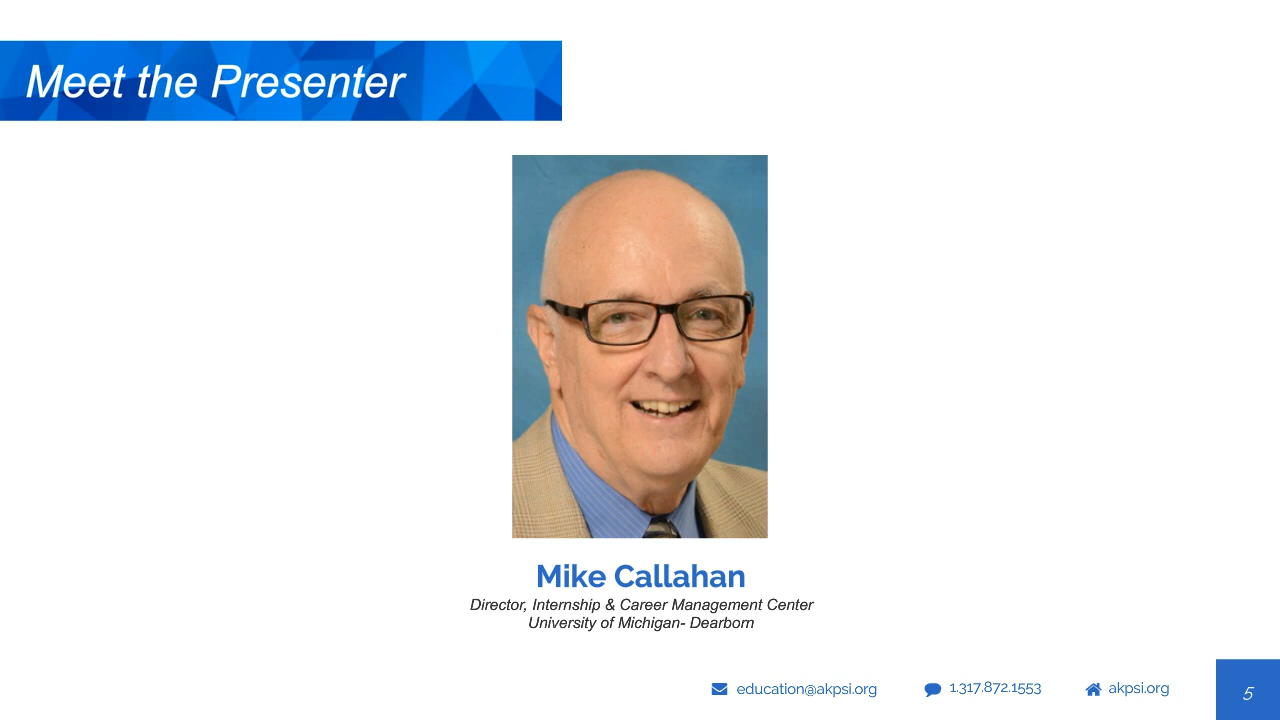 Meet the Presenter
Mike Callahan
Director, Internship & Career Management Center
University of Michigan- Dearborn
education@akpsi.org 1.317.872.1553 akpsi.org 5